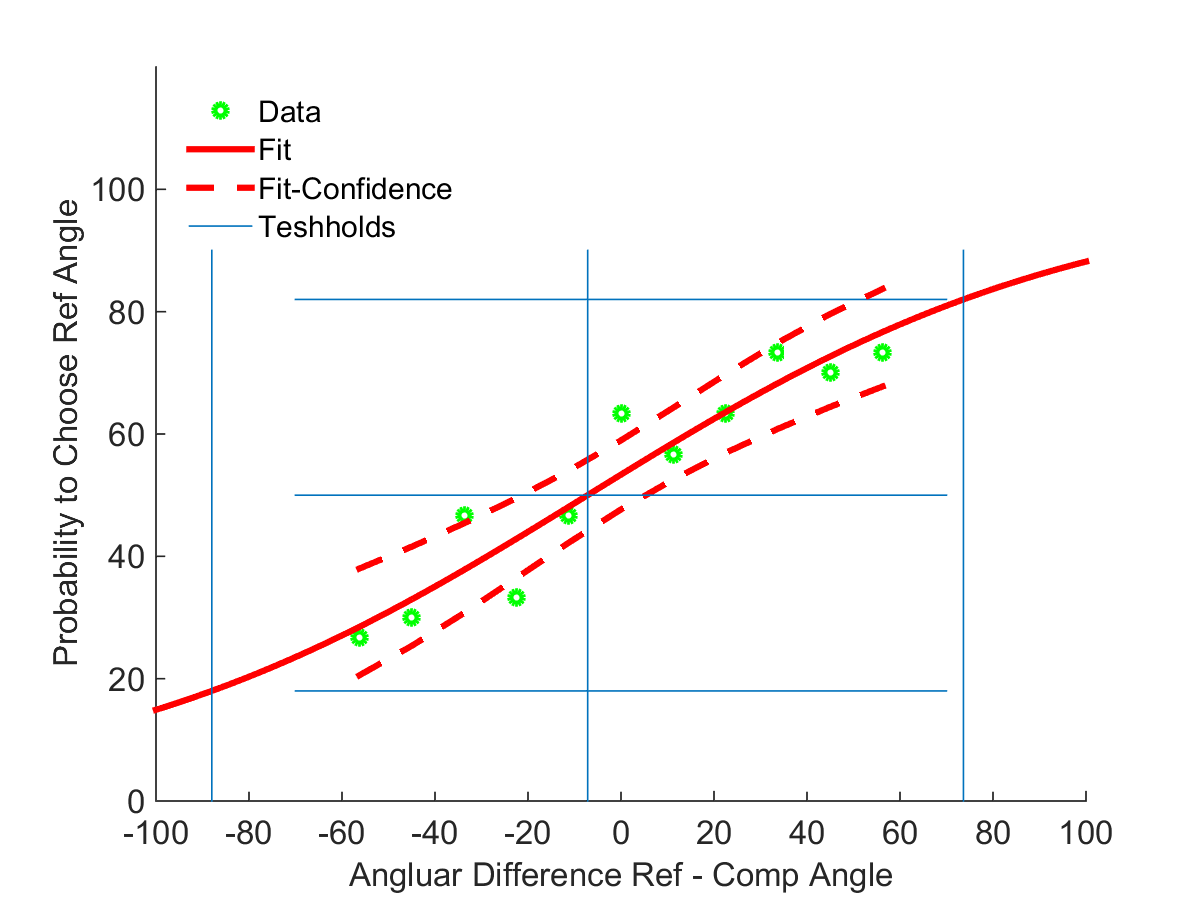 Data
Fit
Fit-Confidence
Teshholds
100
80
60
40
20
0
-100 -80 -60 -40 -20 0 20 40 60 80 100
Angluar Difference Ref - Comp Angle
Probability to Choose Ref Angle